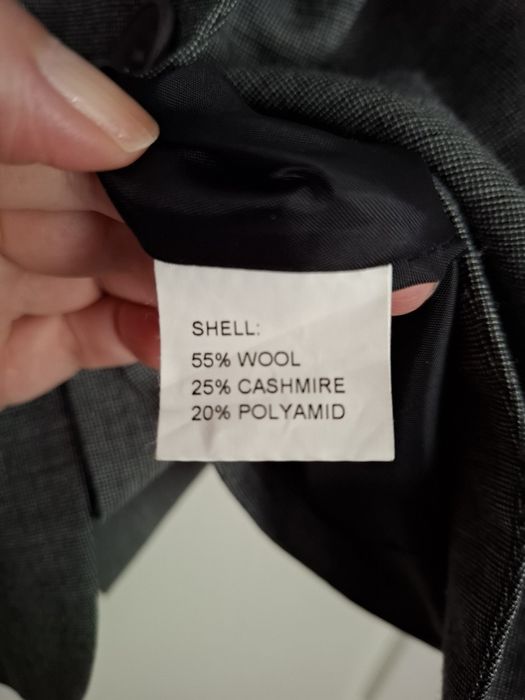 SHELL:
55% WOOL
25% CASHMIRE
20% POLYAMID